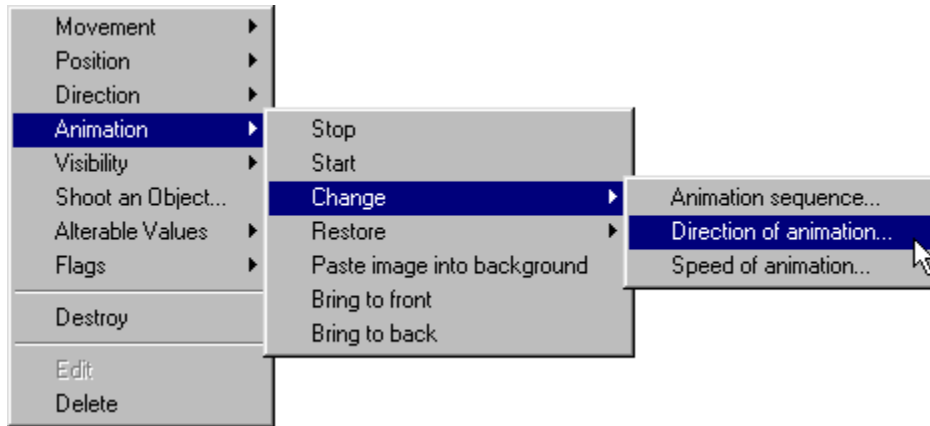 Movement
Position
Direction
Animation
Visibility
Shoot an Object...
Alterable Values
Flags
Destroy
Edit
Delete
Stop
Start
Change
Restore
Paste image into background
Bring to front
Bring to back
Animation sequence...
Direction of animation...
Speed of animation...